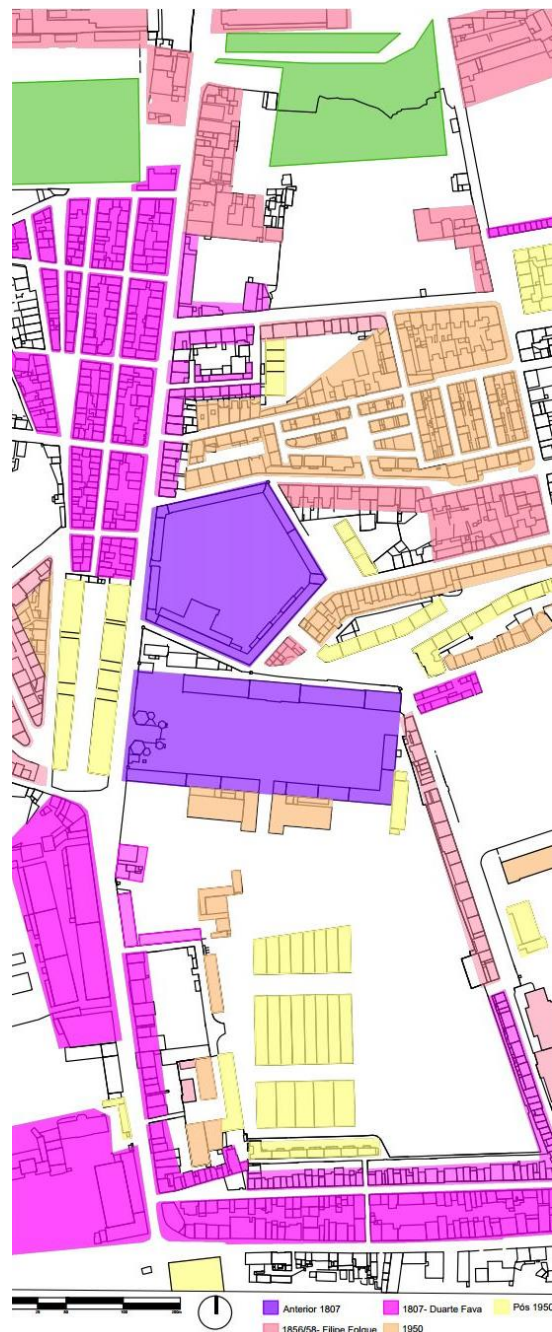 Anterior 1807
1807- Duarte Fava
Pós 1950
1856/58- Filipe Folque
1950